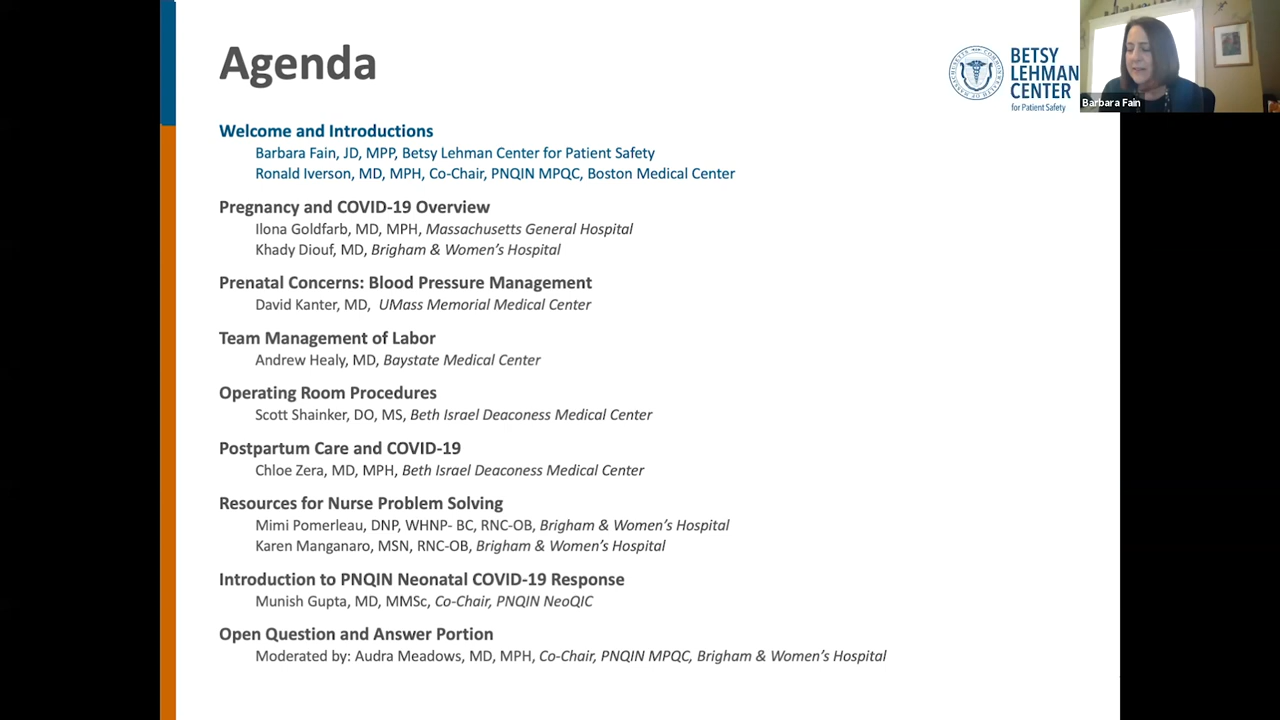 Agenda
BETSY
LEHMAN
CENTER
for Patient Safety
Barbara Fain
Welcome and Introductions
Barbara Fain, JD, MPP, Betsy Lehman Center for Patient Safety
Ronald Iverson, MD, MPH, Co-Chair, PNQIN MPQC, Boston Medical Center
Pregnancy and COVID-19 Overview
Ilona Goldfarb, MD, MPH, Massachusetts General Hospital
Khady Diouf, MD, Brigham & Women’s Hospital
Prenatal Concerns: Blood Pressure Management
David Kanter, MD, UMass Memorial Medical Center
Team Management of Labor
Andrew Healy, MD, Baystate Medical Center
Operating Room Procedures
Scott Shainker, DO, MS, Beth Israel Deaconess Medical Center
Postpartum Care and COVID-19
Chloe Zera, MD, MPH, Beth Israel Deaconess Medical Center
Resources for Nurse Problem Solving
Mimi Pomerleau, DNP, WHNP- BC, RNC-OB, Brigham & Women’s Hospital
Karen Manganaro, MSN, RNC-OB, Brigham & Women’s Hospital
Introduction to PNQIN Neonatal COVID-19 Response
Munish Gupta, MD, MMSc, Co-Chair, PNQIN NeoQIC
Open Question and Answer Portion
Moderated by: Audra Meadows, MD, MPH, Co-Chair, PNQIN MPQC, Brigham & Women’s Hospital